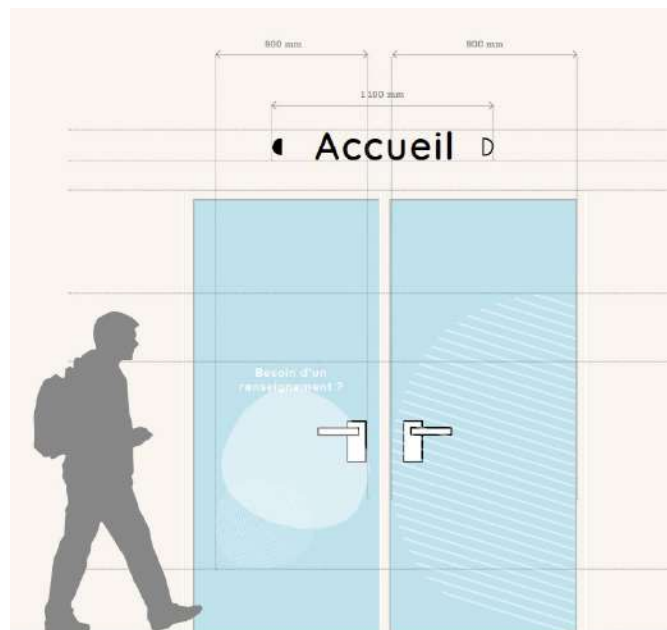 800 mm 800 mm
1100 mm
Accueil
Besoin d'un
renseignement ?